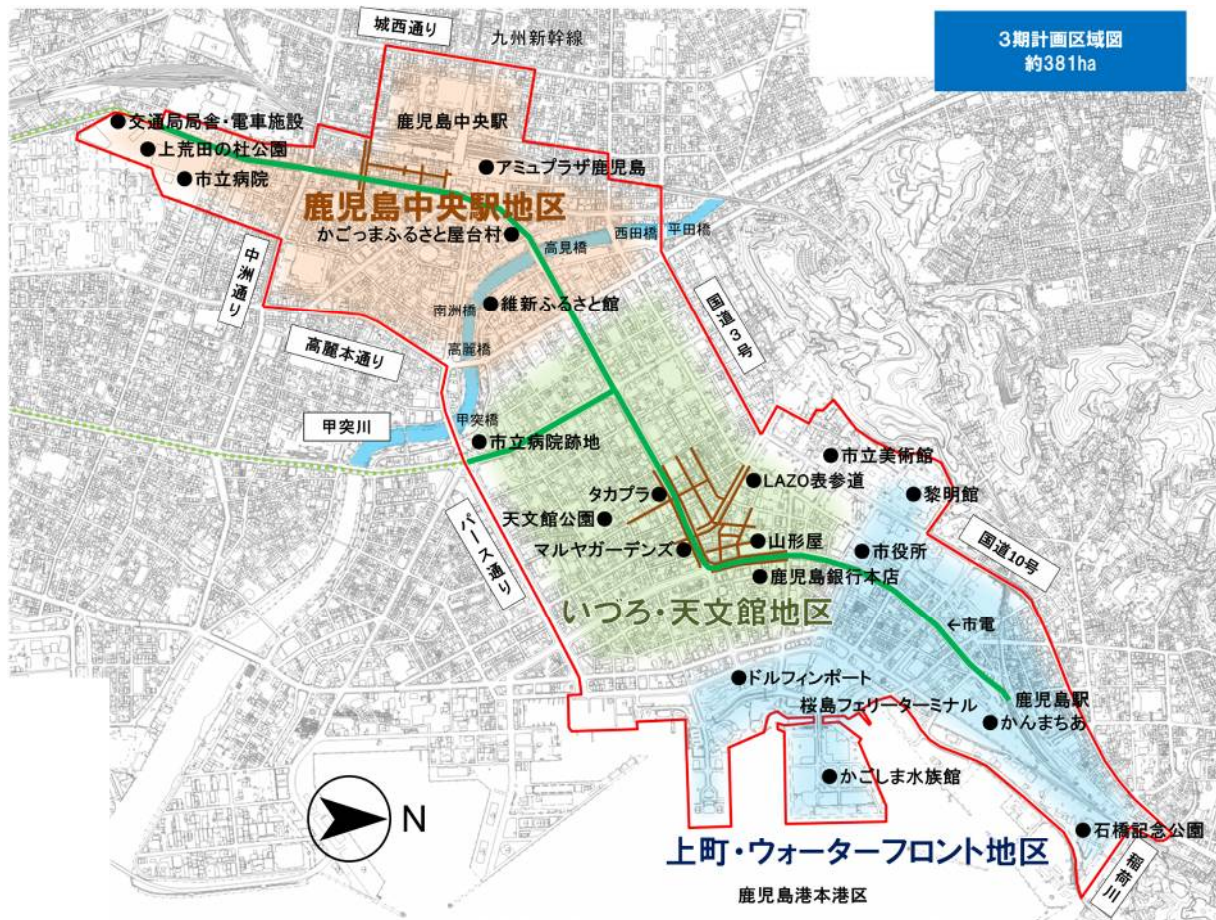 3期計画区域図
約381ha
城西通り
九州新幹線
鹿児島中央駅
●交通局局舎・電車施設
●上荒田の杜公園
●市立病院
●アミュプラザ鹿児島
鹿児島中央駅地区
かごっまふるさと屋台村●
高見橋
西田橋
平田橋
中洲通り
南洲橋
●維新ふるさと館
国道3号
高麗橋
高麗本通り
甲突川
甲突橋
●市立病院跡地
●市立美術館
タカプラ●
●LAZO表参道
●黎明館
天文館公園●
マルヤガーデンズ●
●山形屋
●市役所
国道10号
パース通り
●鹿児島銀行本店
いづろ・天文館地区
←市電
●ドルフィンポート
鹿児島駅
桜島フェリーターミナル
●かんまちあ
●かごしま水族館
N
●石橋記念公園
上町・ウォーターフロント地区
稲荷川
鹿児島港本港区